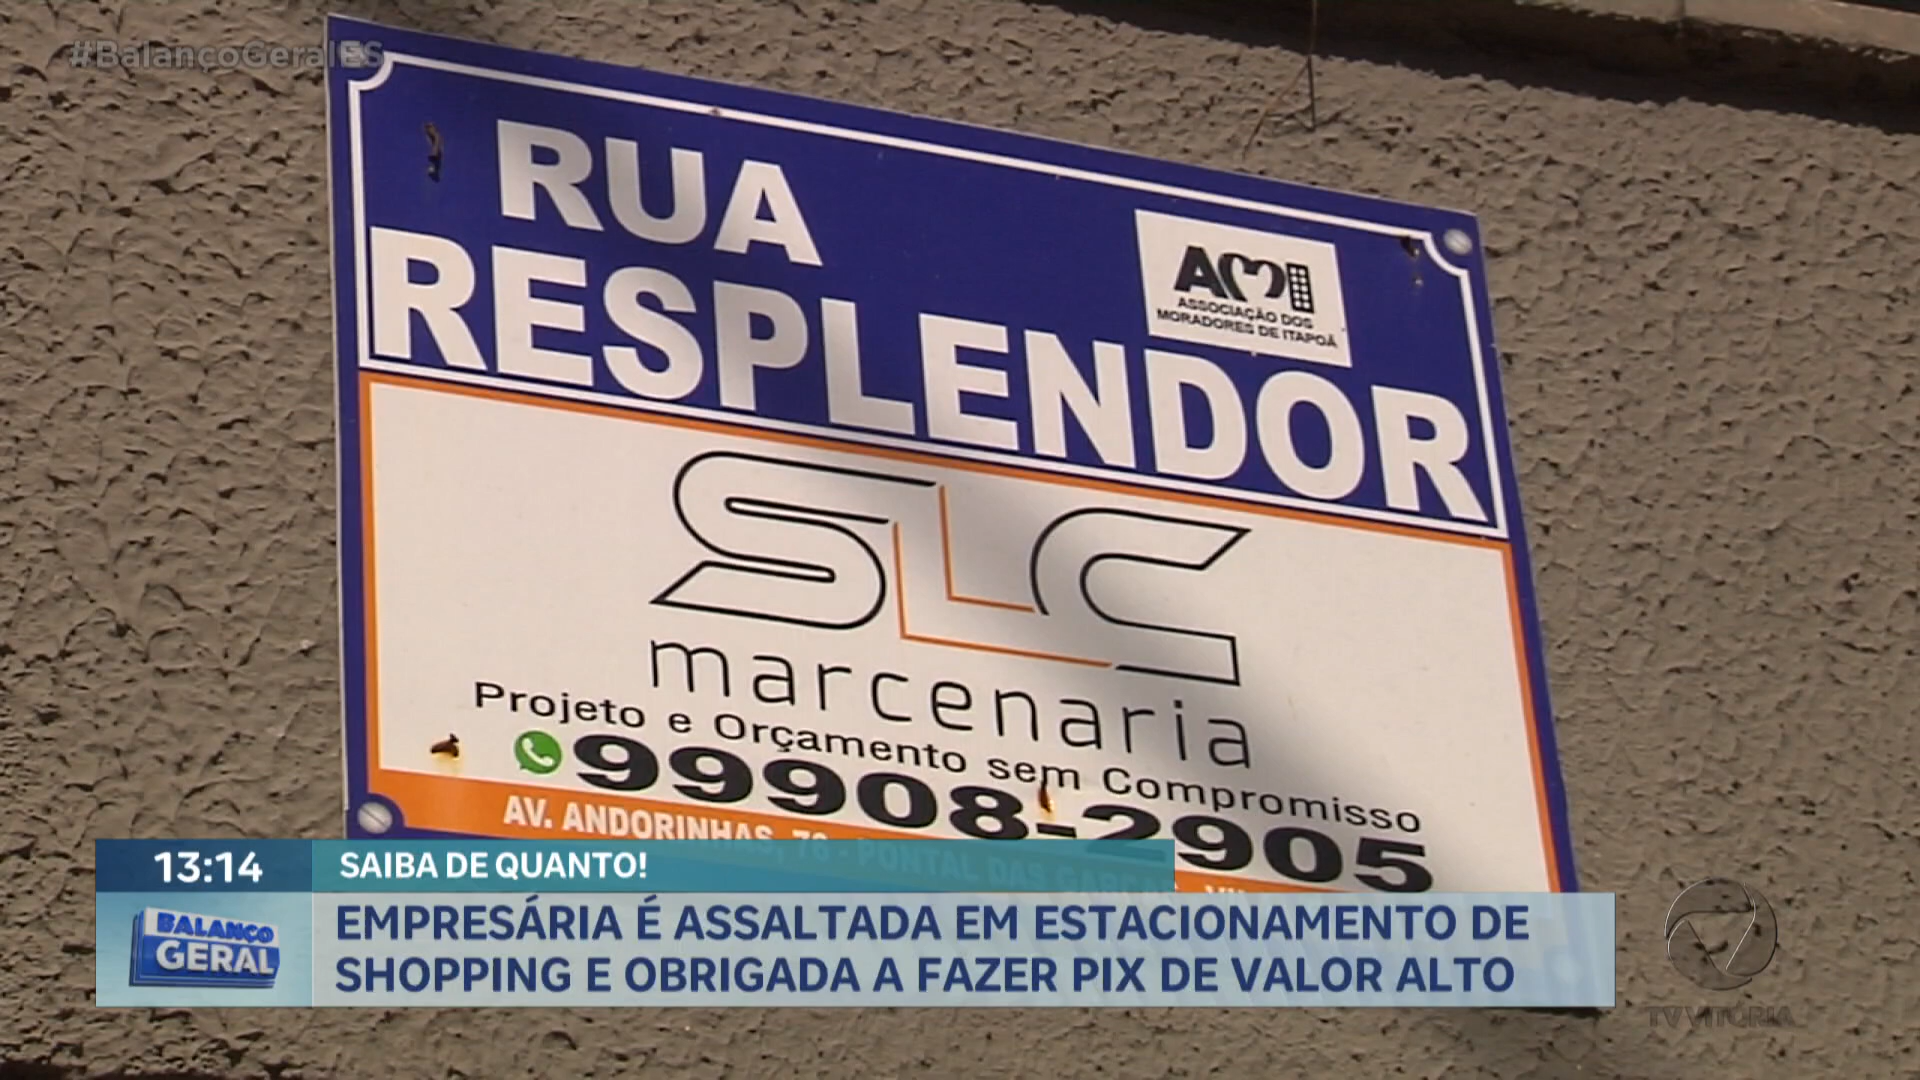 #BalançoGeralES
RUA
RESPLENDOR
AMI
ASSOCIAÇÃO DOS
MORADORES DE ITAPOÃ
SLC
marcenaria
Projeto e Orçamento sem Compromisso
99908-2905
AV. ANDORINHAS, 78 - PONTAL DAS GARÇAS,
13:14
SAIBA DE QUANTO!
BALANÇO
GERAL
EMPRESÁRIA É ASSALTADA EM ESTACIONAMENTO DE
SHOPPING E OBRIGADA A FAZER PIX DE VALOR ALTO
TV VITÓRIA